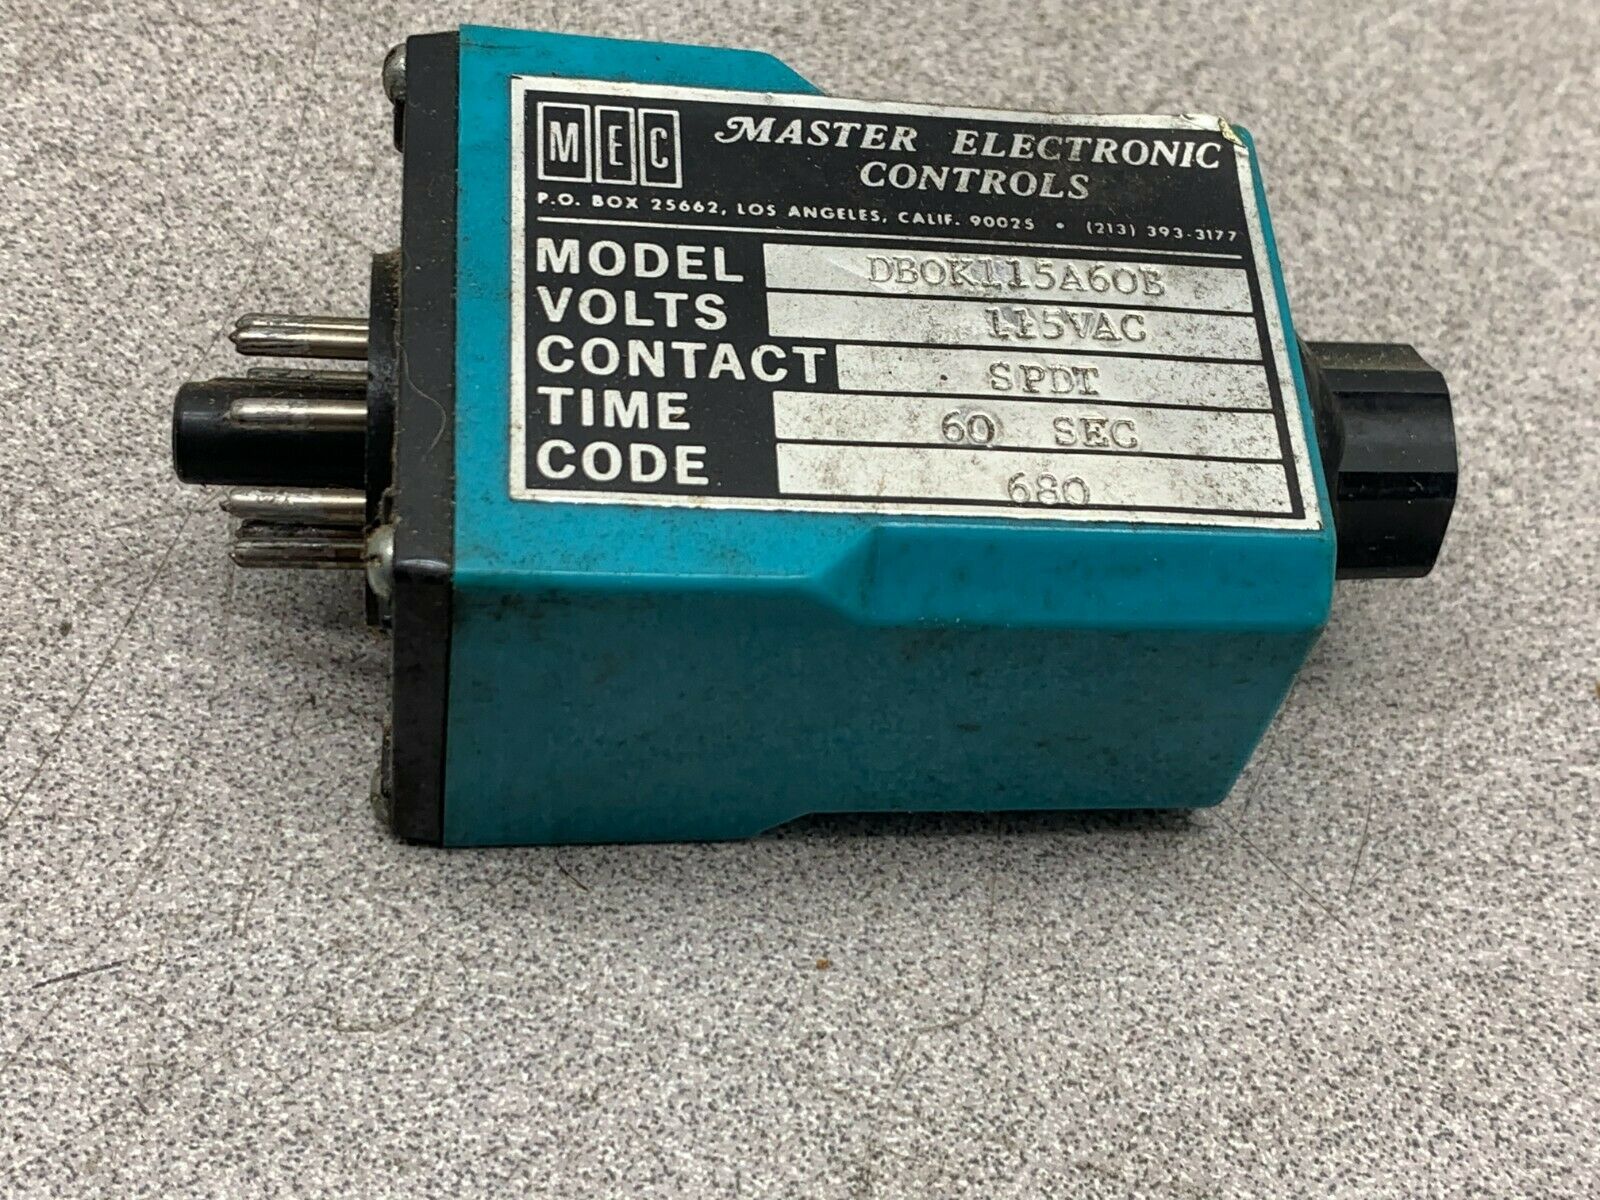 MEC MASTER ELECTRONIC
CONTROLS
P.O. BOX 25662, LOS ANGELES, CALIF. 90025 • (213) 393-3177
MODEL DBOK115A60B
VOLTS 115VAC
CONTACT SPDT
TIME 60 SEC
CODE 680